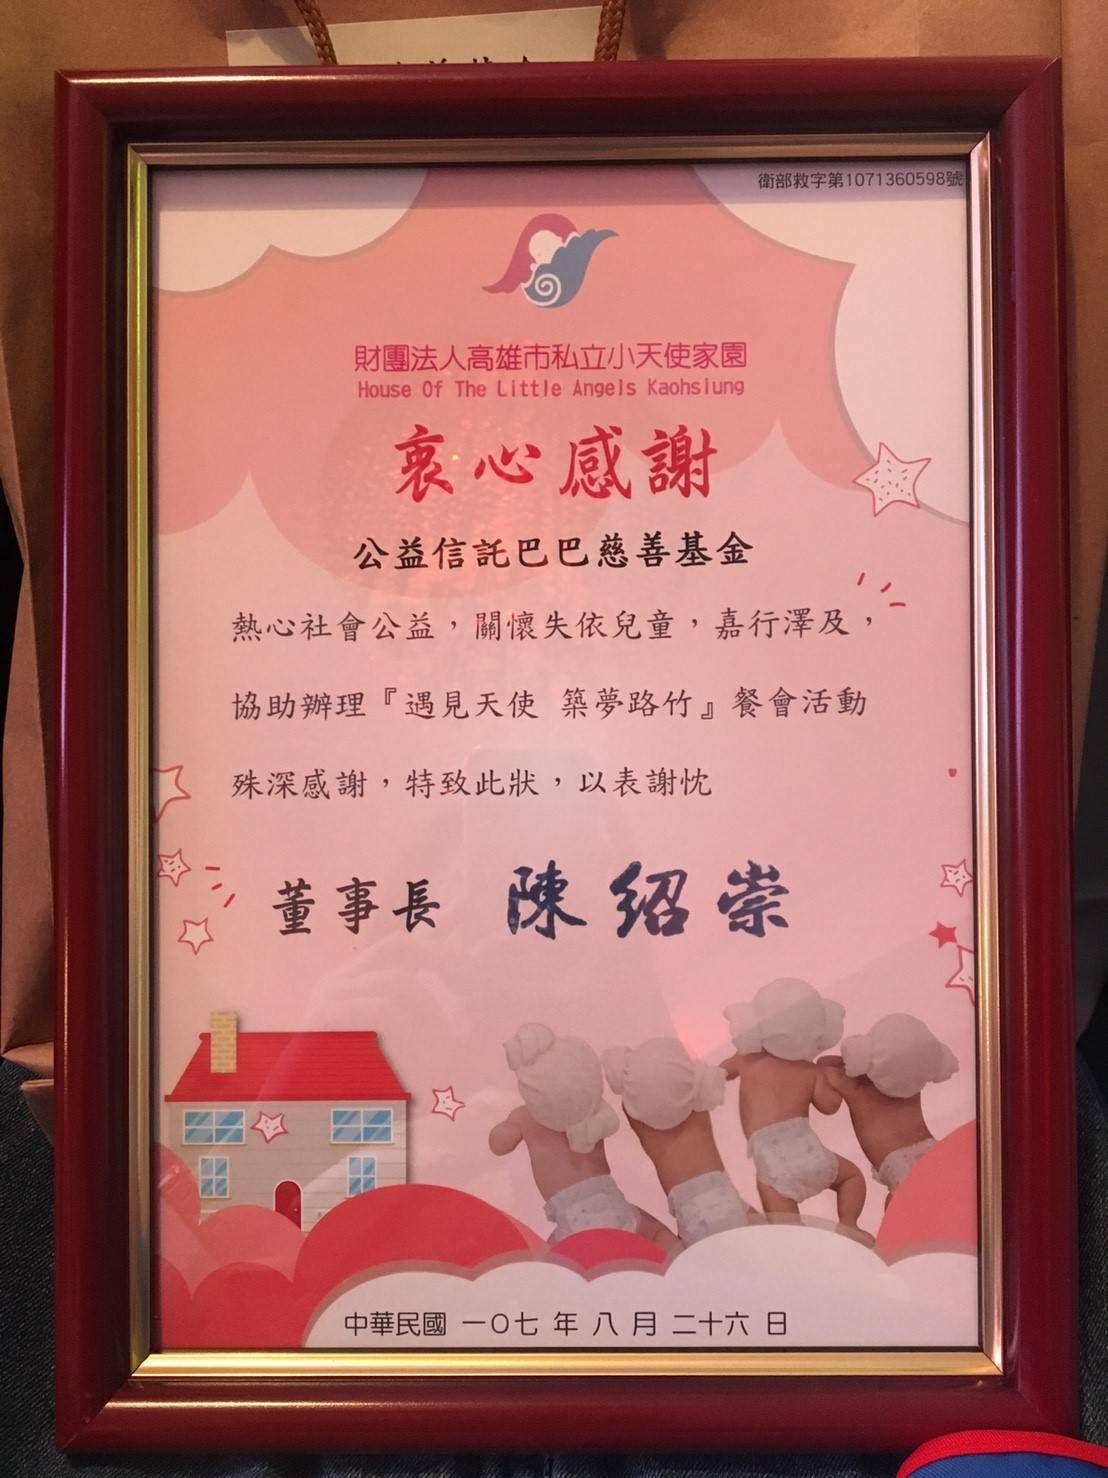 衛部救字第1071360598號
財團法人高雄市私立小天使家園
House Of The Little Angels Kaohsiung
衷心感謝
公益信託巴巴慈善基金
熱心社會公益，關懷失依兒童，嘉行澤及，
協助辦理『遇見天使 築夢路竹』餐會活動
殊深感謝，特致此狀，以表謝忱
董事長 陳紹崇
中華民國 一０七 年 八 月 二十六 日